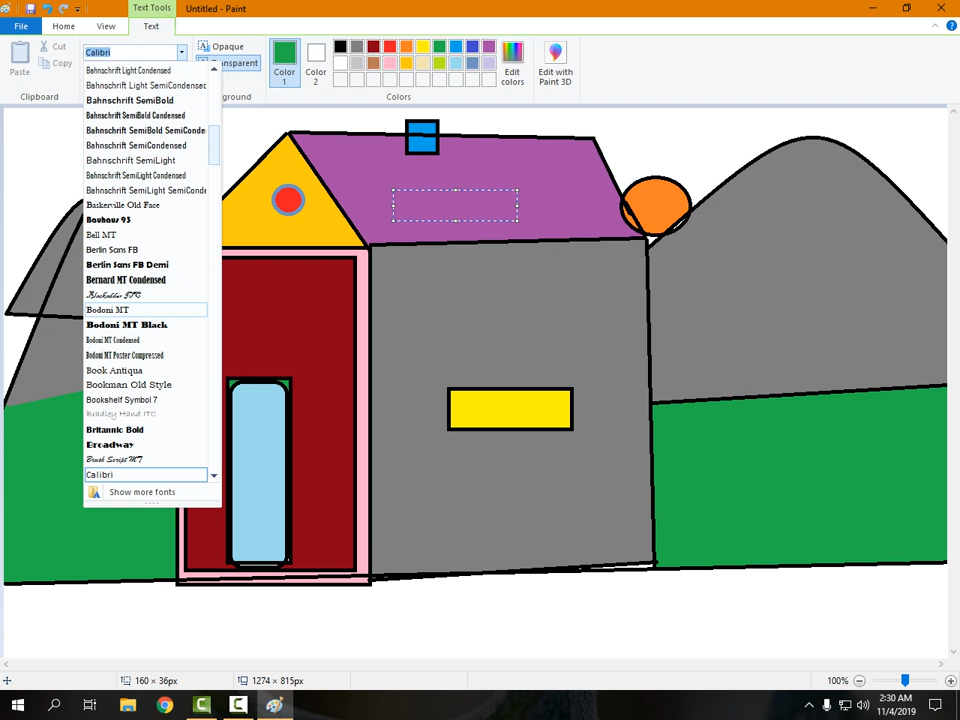 Text Tools
Untitled - Paint
File
Home
View
Text
Paste
Cut
Copy
Clipboard
Calibri
Opaque
ransparent
ground
Color 1
Color 2
Edit colors
Edit with Paint 3D
Colors
Bahnschrift Light Condensed
Bahnschrift Light SemiCondensed
Bahnschrift SemiBold
Bahnschrift SemiBold Condensed
Bahnschrift SemiBold SemiConde
Bahnschrift SemiCondensed
Bahnschrift SemiLight
Bahnschrift SemiLight Condensed
Bahnschrift SemiLight SemiConde
Baskerville Old Face
Bauhaus 93
Bell MT
Berlin Sans FB
Berlin Sans FB Demi
Bernard MT Condensed
Blackadder ITC
Bodoni MT
Bodoni MT Black
Bodoni MT Condensed
Bodoni MT Poster Compressed
Book Antiqua
Bookman Old Style
Bookshelf Symbol 7
Bradley Hand ITC
Britannic Bold
Broadway
Brush Script MT
Calibri
Show more fonts
160 × 36px
1274 × 815px
100%
2:30 AM
11/4/2019